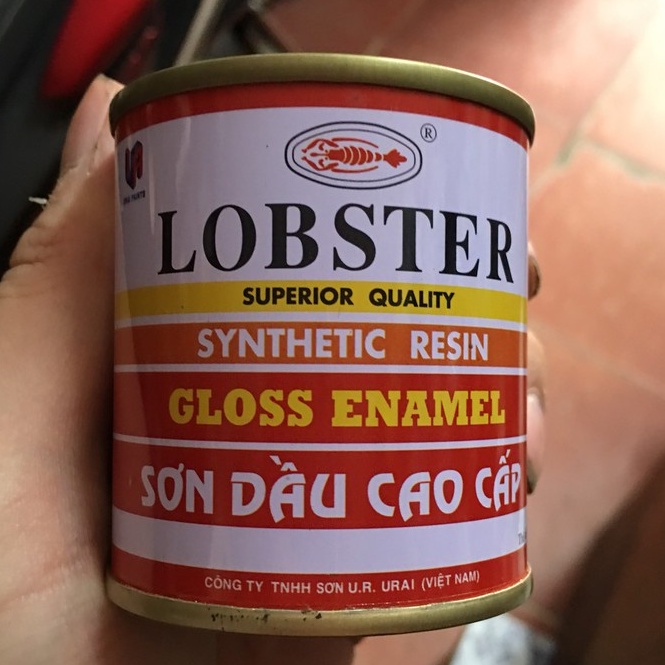 ®
LOBSTER
SUPERIOR QUALITY
SYNTHETIC RESIN
GLOSS ENAMEL
SƠN DẦU CAO CẤP
CÔNG TY TNHH SƠN U.R. URAI (VIỆT NAM)